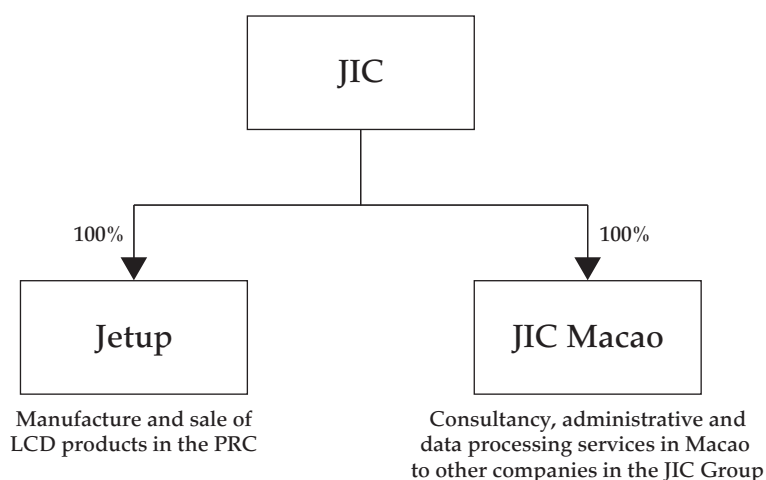 JIC
100%
100%
Jetup
JIC Macao
Manufacture and sale of
LCD products in the PRC
Consultancy, administrative and
data processing services in Macao
to other companies in the JIC Group